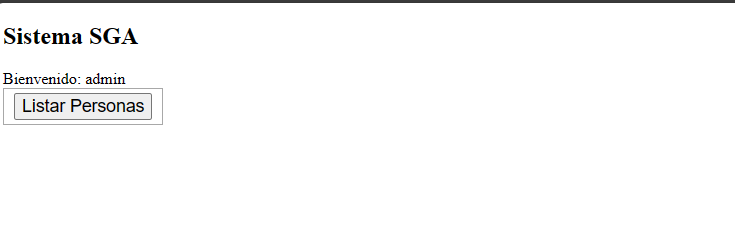 Sistema SGA
Bienvenido: admin
Listar Personas